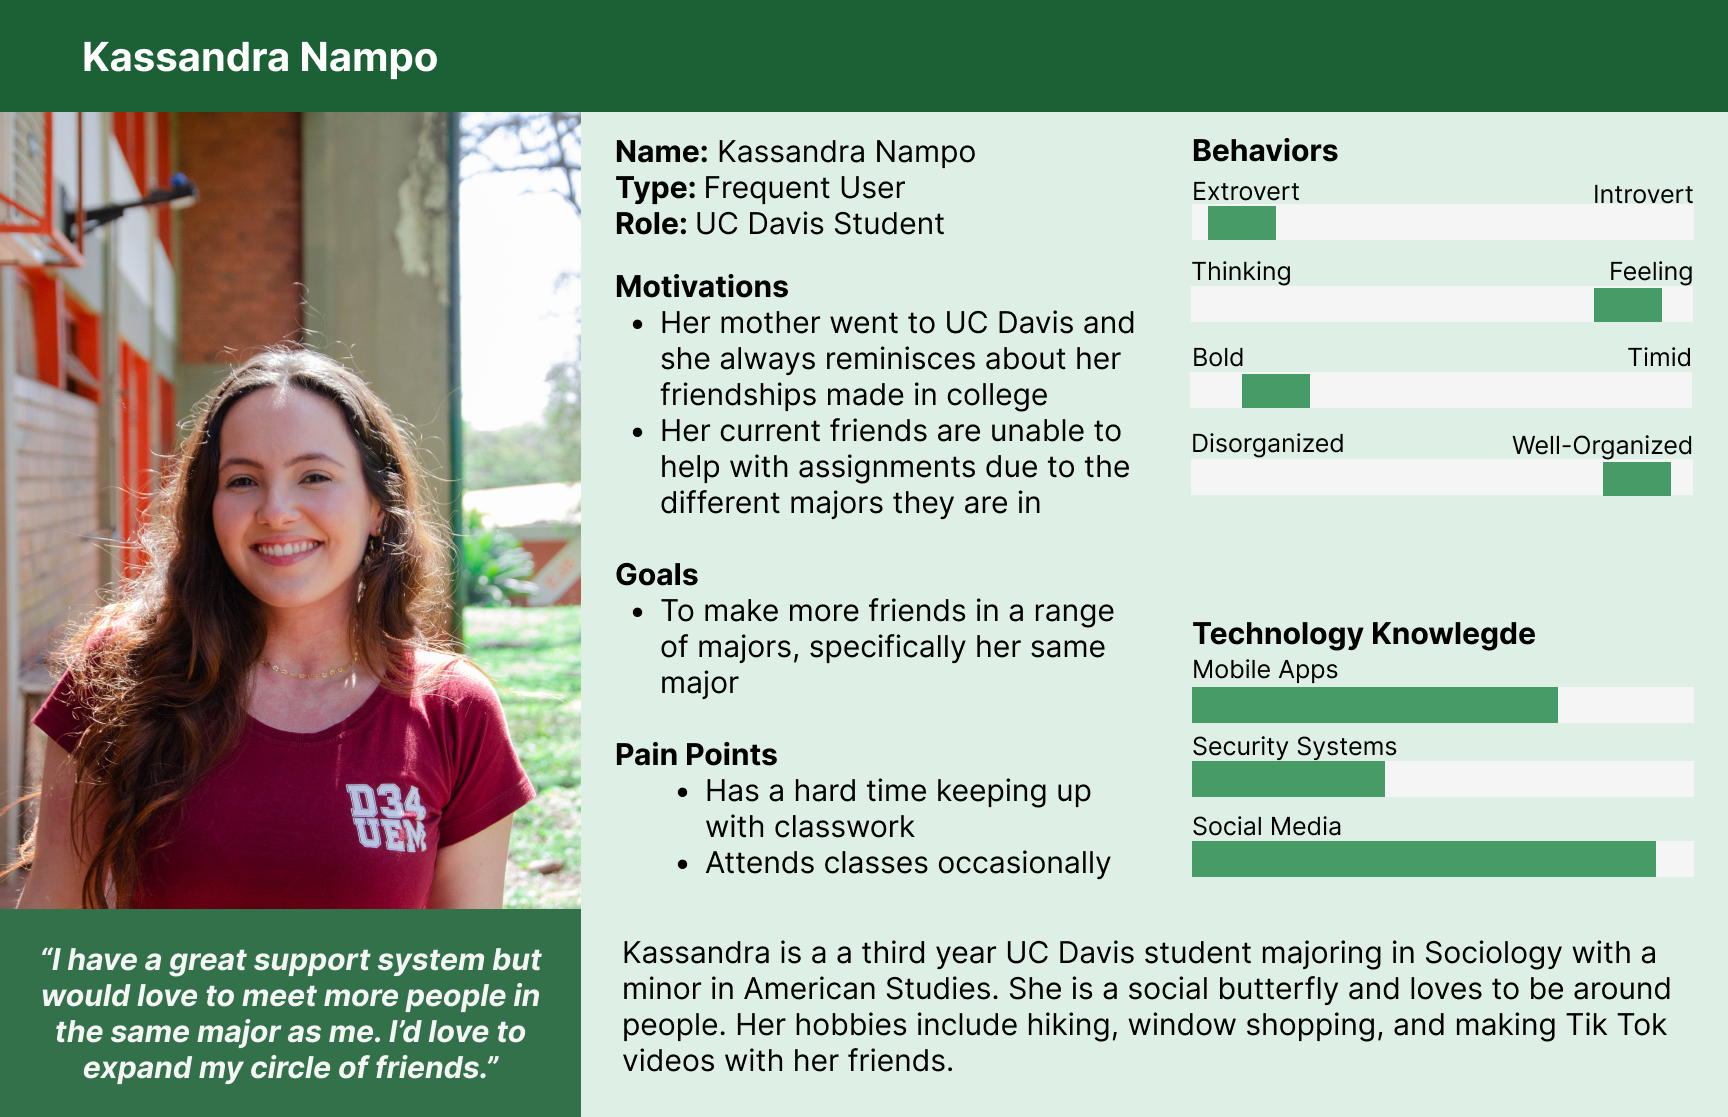 Kassandra Nampo
Name: Kassandra Nampo
Type: Frequent User
Role: UC Davis Student
Motivations
• Her mother went to UC Davis and
she always reminisces about her
friendships made in college
• Her current friends are unable to
help with assignments due to the
different majors they are in
Goals
• To make more friends in a range
of majors, specifically her same
major
Pain Points
• Has a hard time keeping up
with classwork
• Attends classes occasionally
Behaviors
Extrovert Introvert
Thinking Feeling
Bold Timid
Disorganized Well-Organized
Technology Knowlegde
Mobile Apps
Security Systems
Social Media
D34
UEM
“I have a great support system but
would love to meet more people in
the same major as me. I’d love to
expand my circle of friends.”
Kassandra is a a third year UC Davis student majoring in Sociology with a
minor in American Studies. She is a social butterfly and loves to be around
people. Her hobbies include hiking, window shopping, and making Tik Tok
videos with her friends.